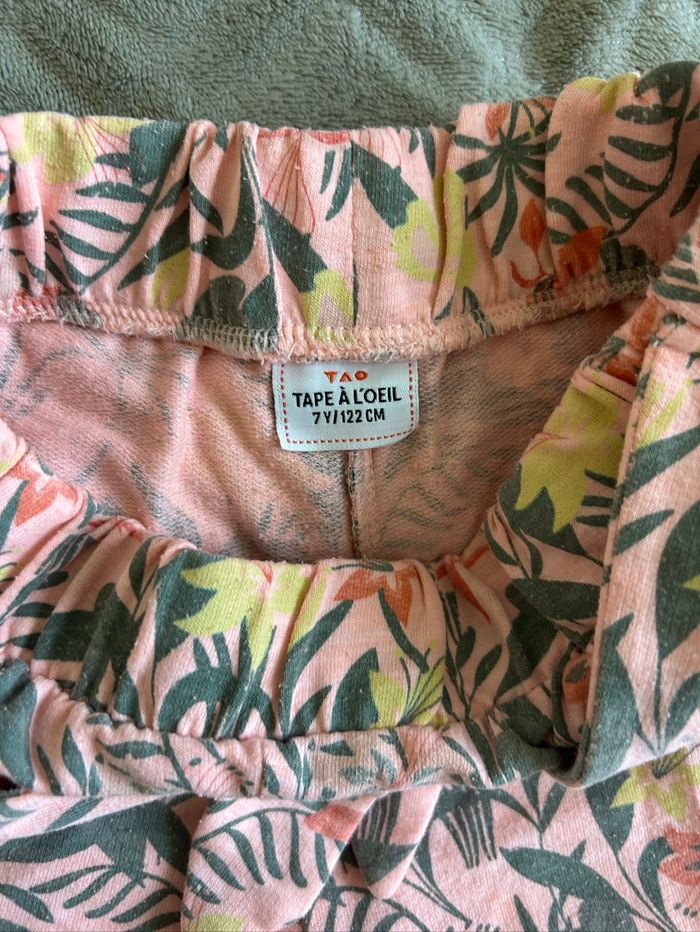 TAO
TAPE À L'OEIL
7Y/122 CM